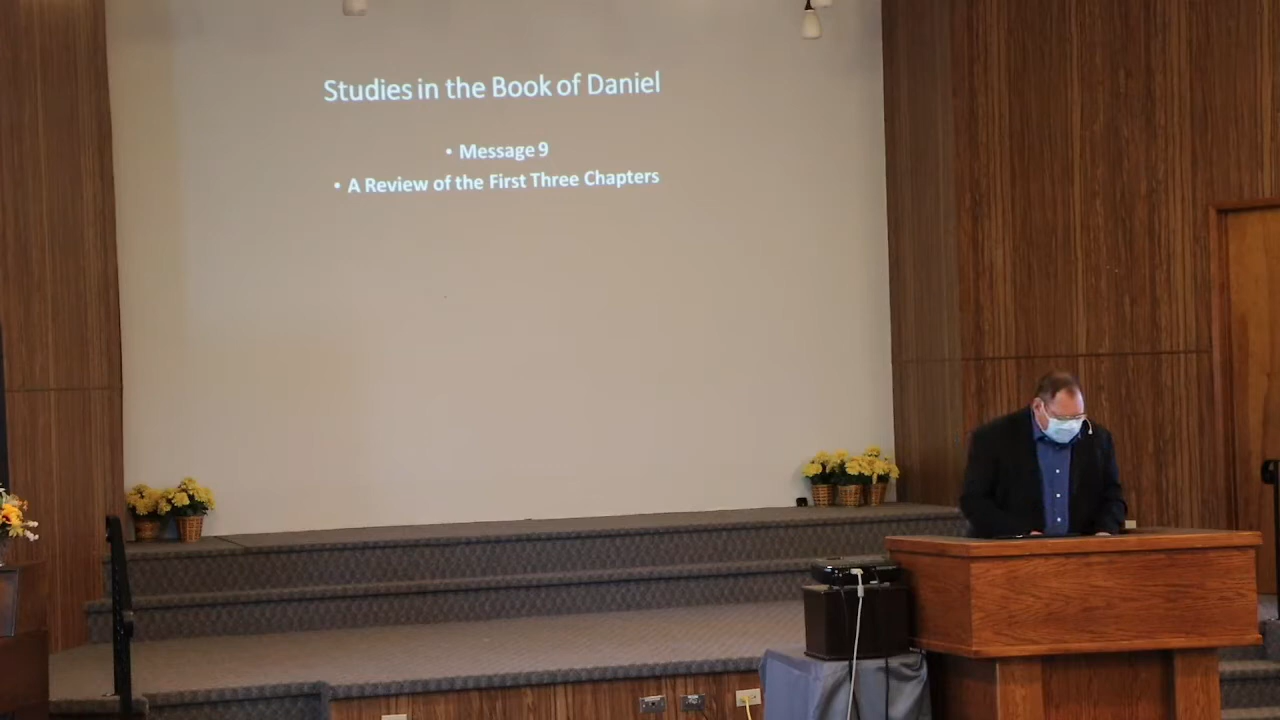 Studies in the Book of Daniel
• Message 9
• A Review of the First Three Chapters